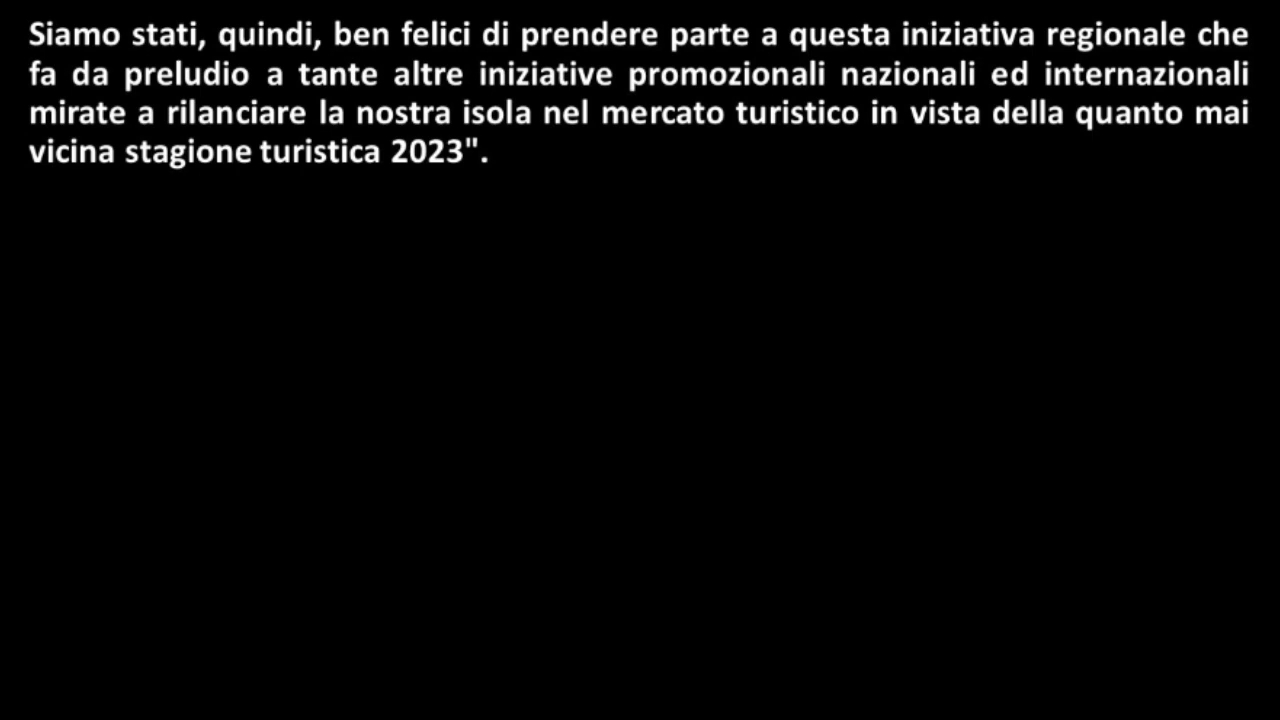 Siamo stati, quindi, ben felici di prendere parte a questa iniziativa regionale che
fa da preludio a tante altre iniziative promozionali nazionali ed internazionali
mirate a rilanciare la nostra isola nel mercato turistico in vista della quanto mai
vicina stagione turistica 2023".